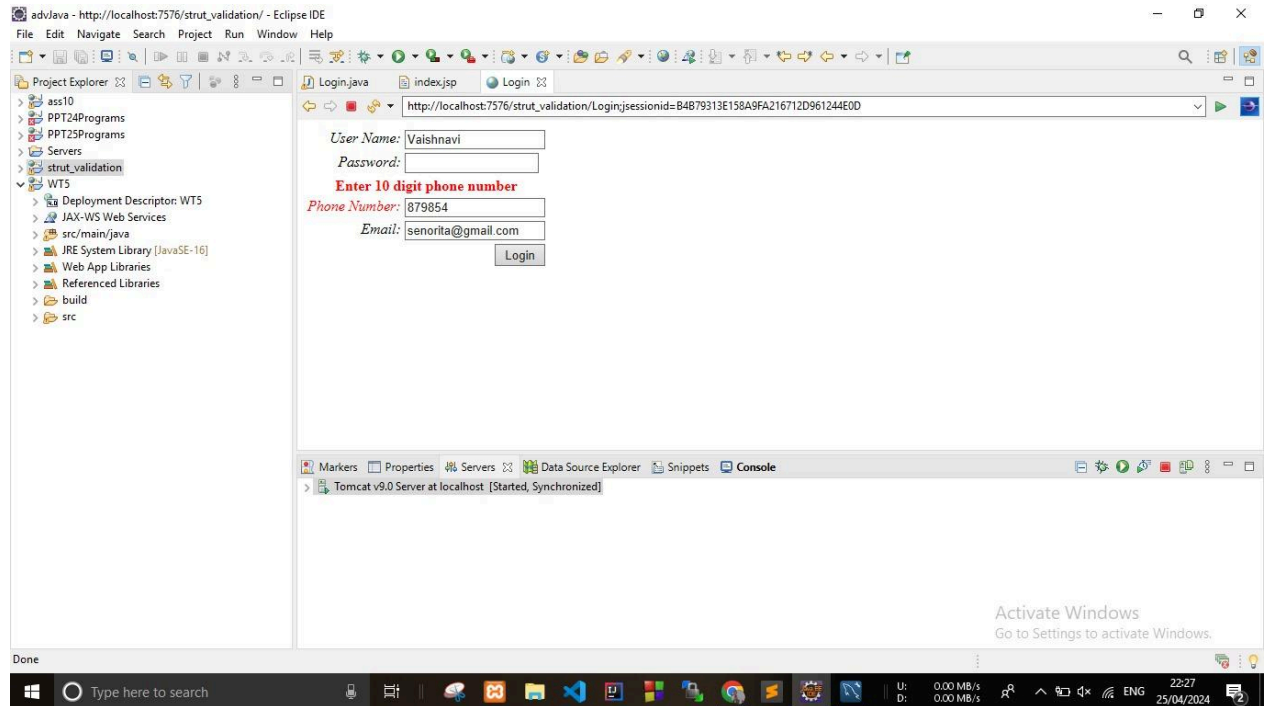 advJava - http://localhost:7576/strut_validation/ - Eclipse IDE
File Edit Navigate Search Project Run Window Help
Project Explorer
Login.java index.jsp Login
ass10
PPT24Programs
PPT25Programs
Servers
strut_validation
WT5
Deployment Descriptor: WT5
JAX-WS Web Services
src/main/java
JRE System Library [JavaSE-16]
Web App Libraries
Referenced Libraries
build
src
http://localhost:7576/strut_validation/Login;jsessionid=B4B79313E158A9FA216712D961244E0D
User Name: Vaishnavi
Password:
Enter 10 digit phone number
Phone Number: 879854
Email: senorita@gmail.com
Login
Markers Properties Servers Data Source Explorer Snippets Console
Tomcat v9.0 Server at localhost [Started, Synchronized]
Activate Windows
Go to Settings to activate Windows.
Done
Type here to search
U: 0.00 MB/s
D: 0.00 MB/s
ENG
22:27
25/04/2024
2